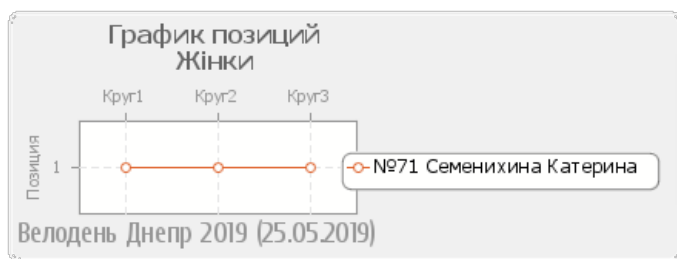 График позиций
Жінки
Круг1 Круг2 Круг3
Позиция
1
№71 Семенихина Катерина
Велодень Днепр 2019 (25.05.2019)